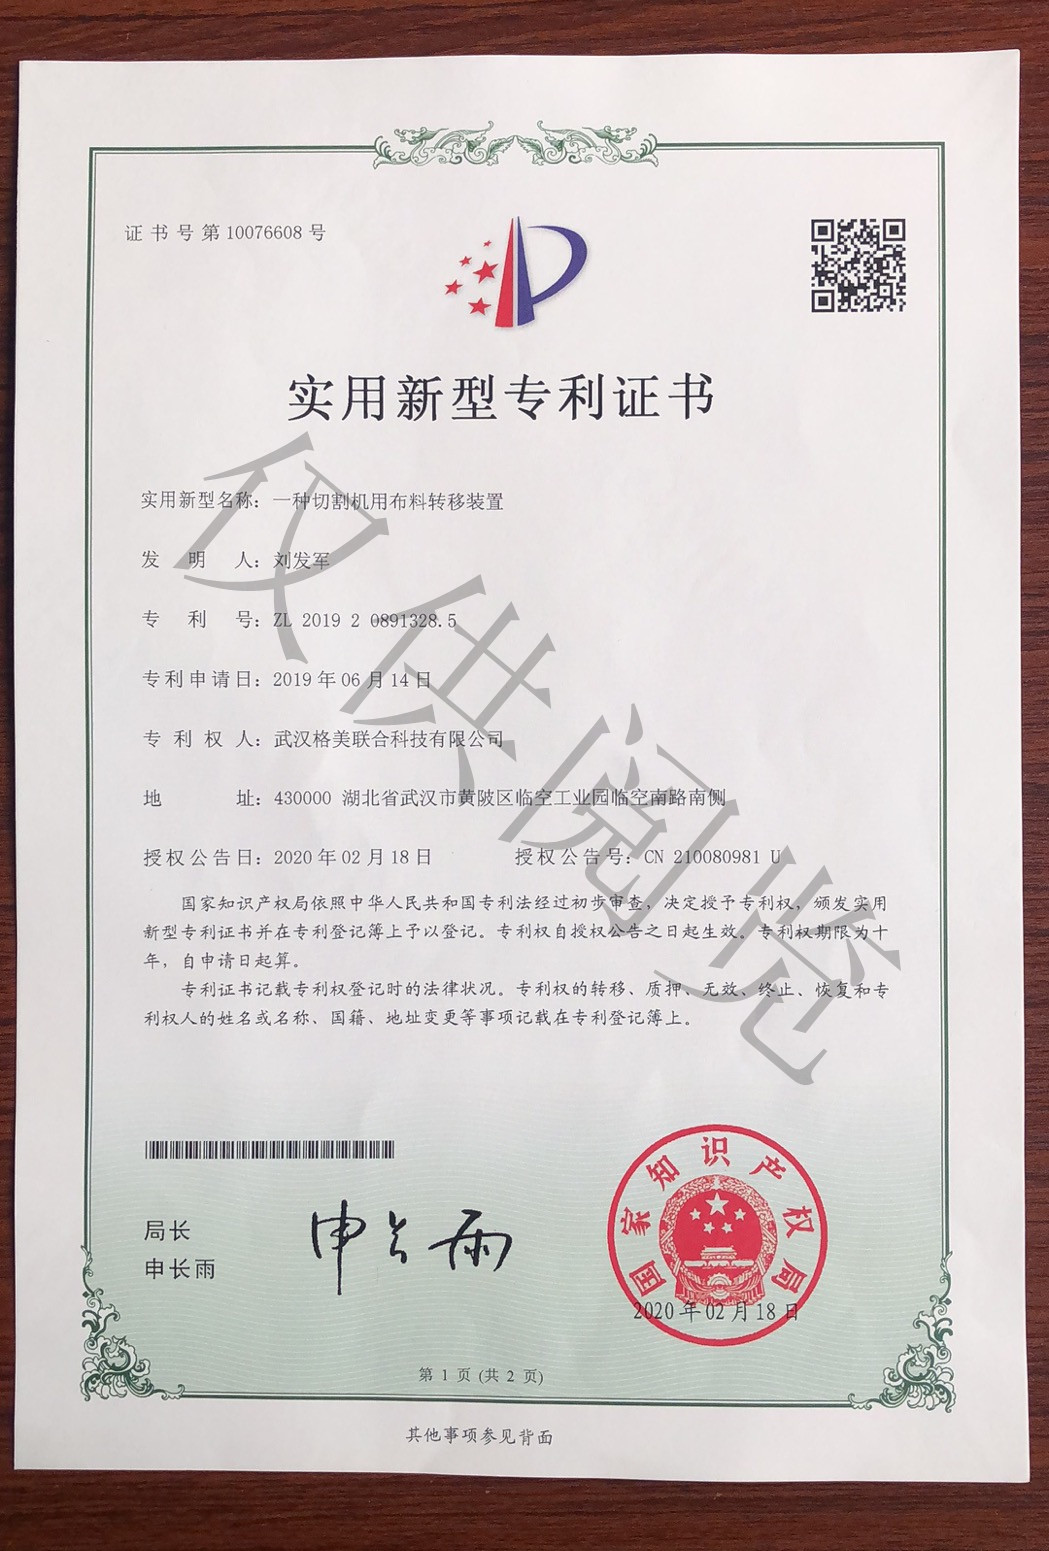 证书号第10076608号
实用新型专利证书
实用新型名称：一种切割机用布料转移装置
发明人：刘发军
专利号：ZL 2019 2 0891328.5
专利申请日：2019年06月14日
专利权人：武汉格美联合科技有限公司
地址：430000 湖北省武汉市黄陂区临空工业园临空南路南侧
授权公告日：2020年02月18日 授权公告号：CN 210080981 U
国家知识产权局依照中华人民共和国专利法经过初步审查，决定授予专利权，颁发实用
新型专利证书并在专利登记簿上予以登记。专利权自授权公告之日起生效。专利权期限为十
年，自申请日起算。
专利证书记载专利权登记时的法律状况。专利权的转移、质押、无效、终止、恢复和专
利权人的姓名或名称、国籍、地址变更等事项记载在专利登记簿上。
仅供阅览
局长
申长雨
申长雨
国家知识产权局
2020年02月18日
第1页(共2页)
其他事项参见背面